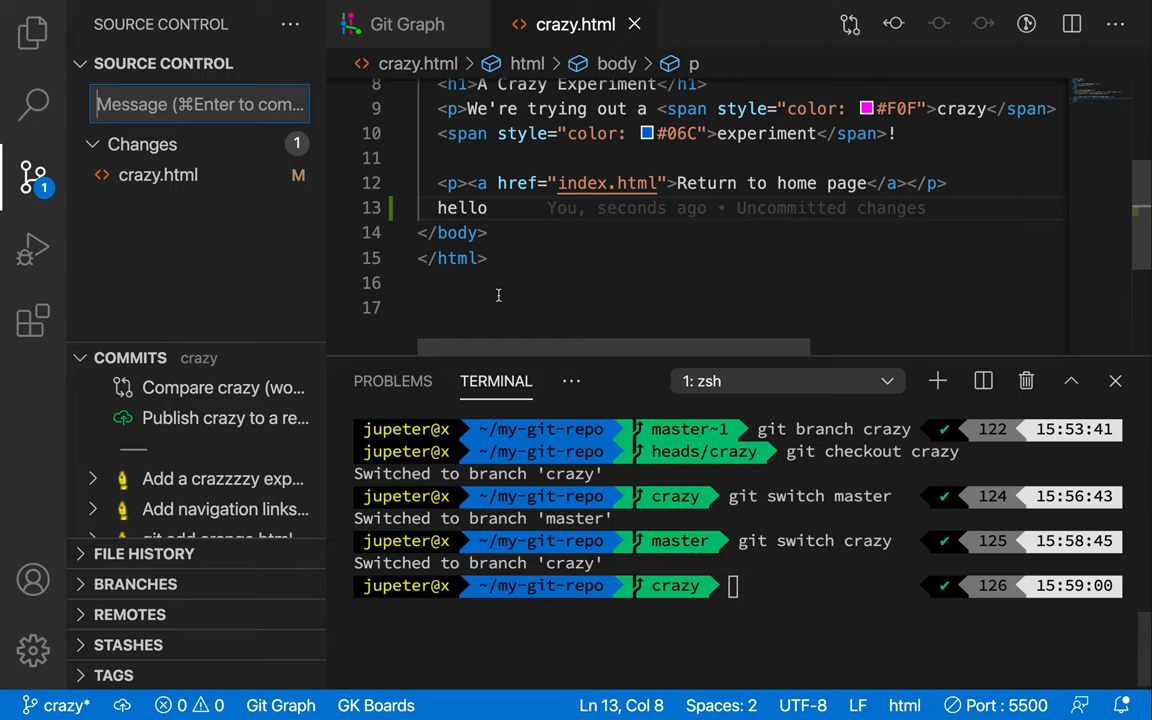 SOURCE CONTROL ···
SOURCE CONTROL
Message (⌘Enter to com...
Changes 1
crazy.html M
1
COMMITS crazy
Compare crazy (wo...
Publish crazy to a re...
Add a crazzzzy exp...
Add navigation links...
git add orange.html
FILE HISTORY
BRANCHES
REMOTES
STASHES
TAGS
Git Graph crazy.html
crazy.html > html > body > p
8 <h1>A Crazy Experiment</h1>
9 <p>We're trying out a <span style="color: #F0F">crazy</span>
10 <span style="color: #06C">experiment</span>!
11
12 <p><a href="index.html">Return to home page</a></p>
13 hello You, seconds ago • Uncommitted changes
14 </body>
15 </html>
16
17
PROBLEMS TERMINAL ··· 1: zsh
jupeter@x ~/my-git-repo master~1 git branch crazy ✔ 122 15:53:41
jupeter@x ~/my-git-repo heads/crazy git checkout crazy
Switched to branch 'crazy'
jupeter@x ~/my-git-repo crazy git switch master ✔ 124 15:56:43
Switched to branch 'master'
jupeter@x ~/my-git-repo master git switch crazy ✔ 125 15:58:45
Switched to branch 'crazy'
jupeter@x ~/my-git-repo crazy ✔ 126 15:59:00
crazy* 0 0 Git Graph GK Boards Ln 13, Col 8 Spaces: 2 UTF-8 LF html Port : 5500